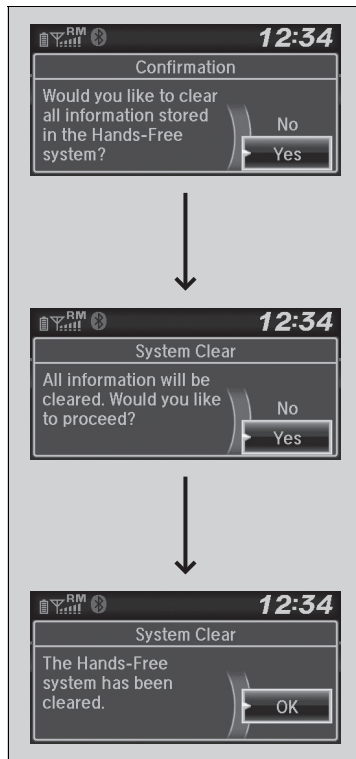 RM 12:34
Confirmation
Would you like to clear
all information stored
in the Hands-Free
system?
No
Yes
RM 12:34
System Clear
All information will be
cleared. Would you like
to proceed?
No
Yes
RM 12:34
System Clear
The Hands-Free
system has been
cleared.
OK